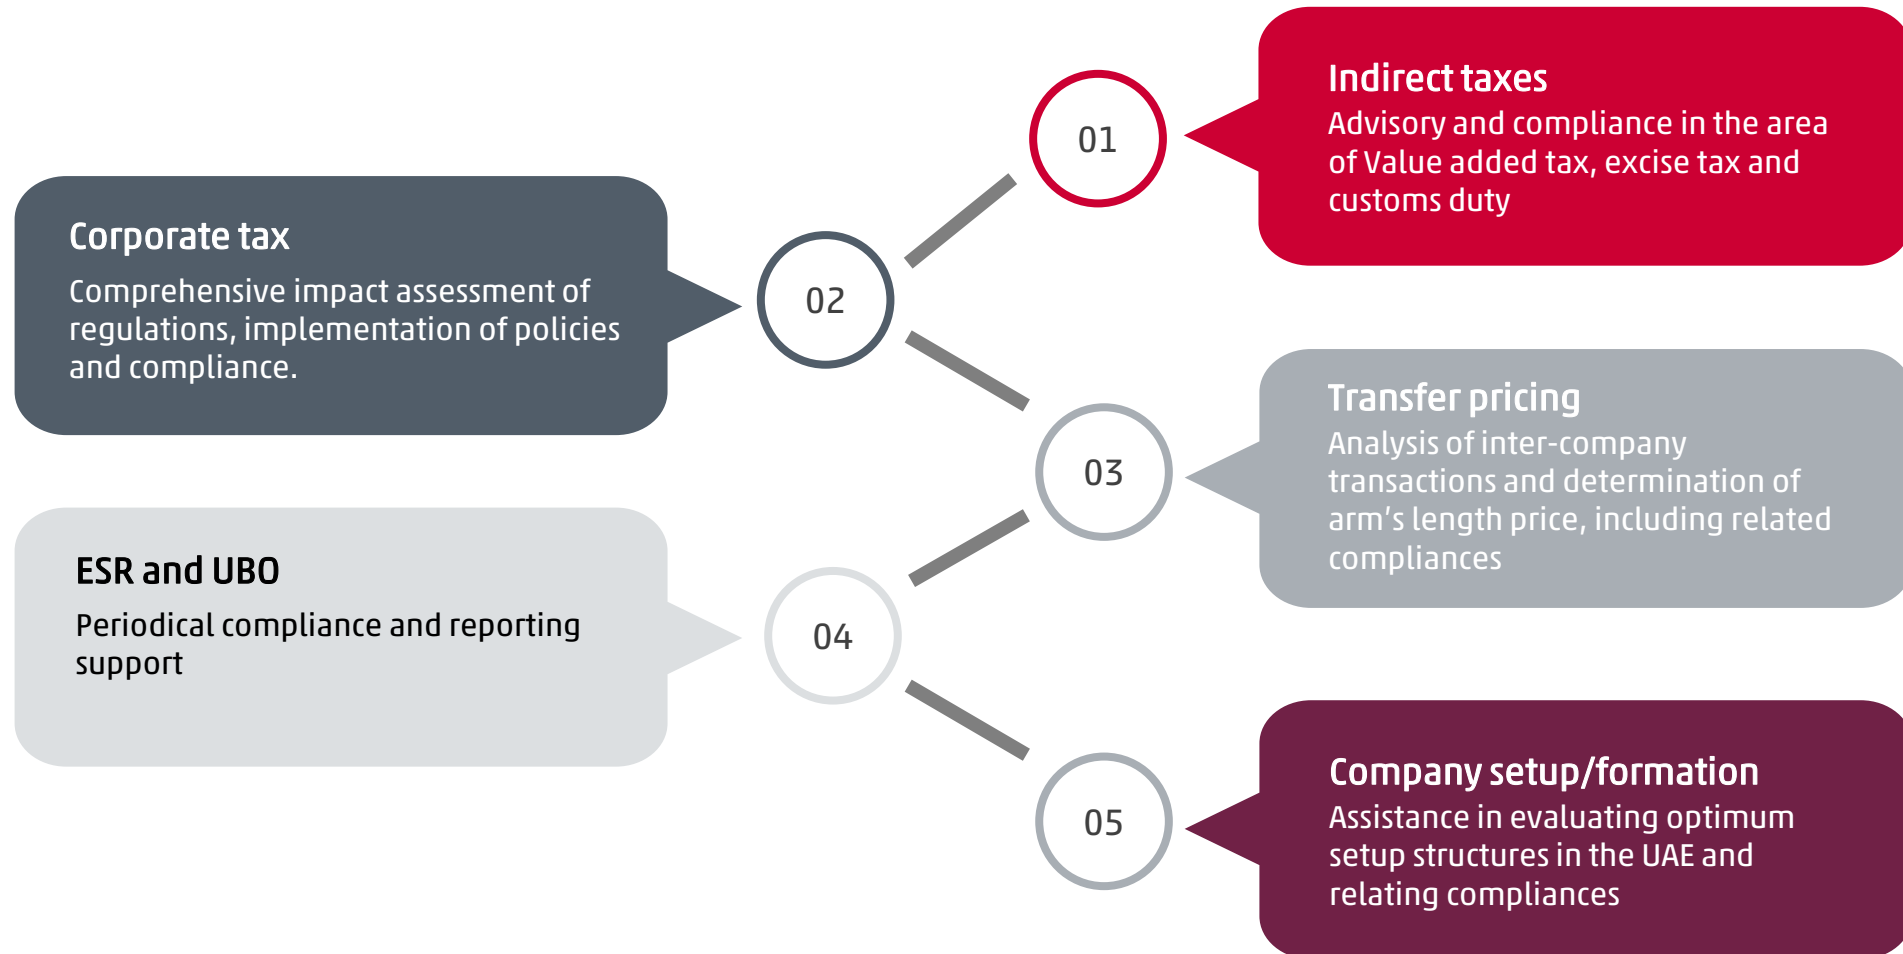 01
Indirect taxes
Advisory and compliance in the area
of Value added tax, excise tax and
customs duty
Corporate tax
Comprehensive impact assessment of
regulations, implementation of policies
and compliance.
02
03
Transfer pricing
Analysis of inter-company
transactions and determination of
arm’s length price, including related
compliances
ESR and UBO
Periodical compliance and reporting
support
04
05
Company setup/formation
Assistance in evaluating optimum
setup structures in the UAE and
relating compliances